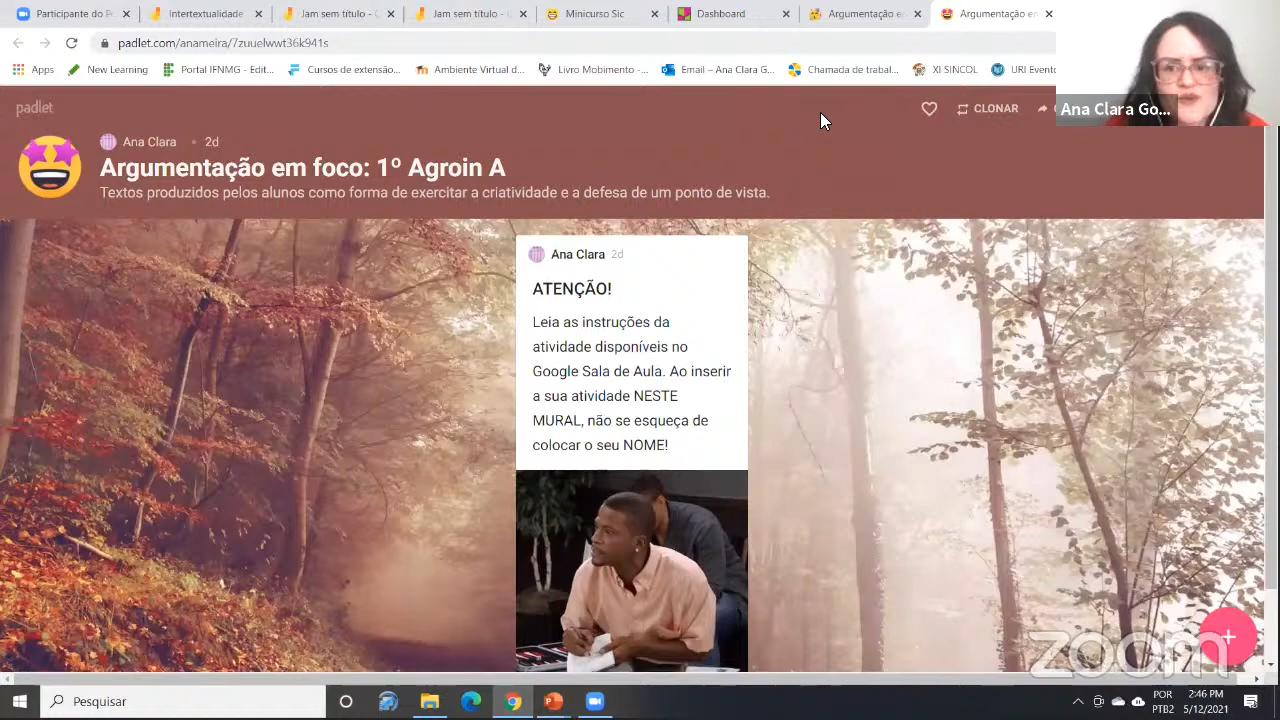 Participante do P
Intertextualidade
Jam sem título - C
Jam sem título - C
Minicurso Sic
Dashboard
Argumentação e
Argumentação e
padlet.com/anameira/7zuuelwwt36k941s
Apps
New Learning
Portal IFNMG - Edit...
Cursos de extensão...
Ambiente Virtual d...
Livro Mobimento -...
Email – Ana Clara G...
Chamada de trabal...
XI SINCOL
URI Evento
Ana Clara Go...
padlet
CLONAR
Ana Clara • 2d
Argumentação em foco: 1º Agroin A
Textos produzidos pelos alunos como forma de exercitar a criatividade e a defesa de um ponto de vista.
Ana Clara 2d
ATENÇÃO!
Leia as instruções da
atividade disponíveis no
Google Sala de Aula. Ao inserir
a sua atividade NESTE
MURAL, não se esqueça de
colocar o seu NOME!
zoom
Pesquisar
POR
PTB2
2:46 PM
5/12/2021